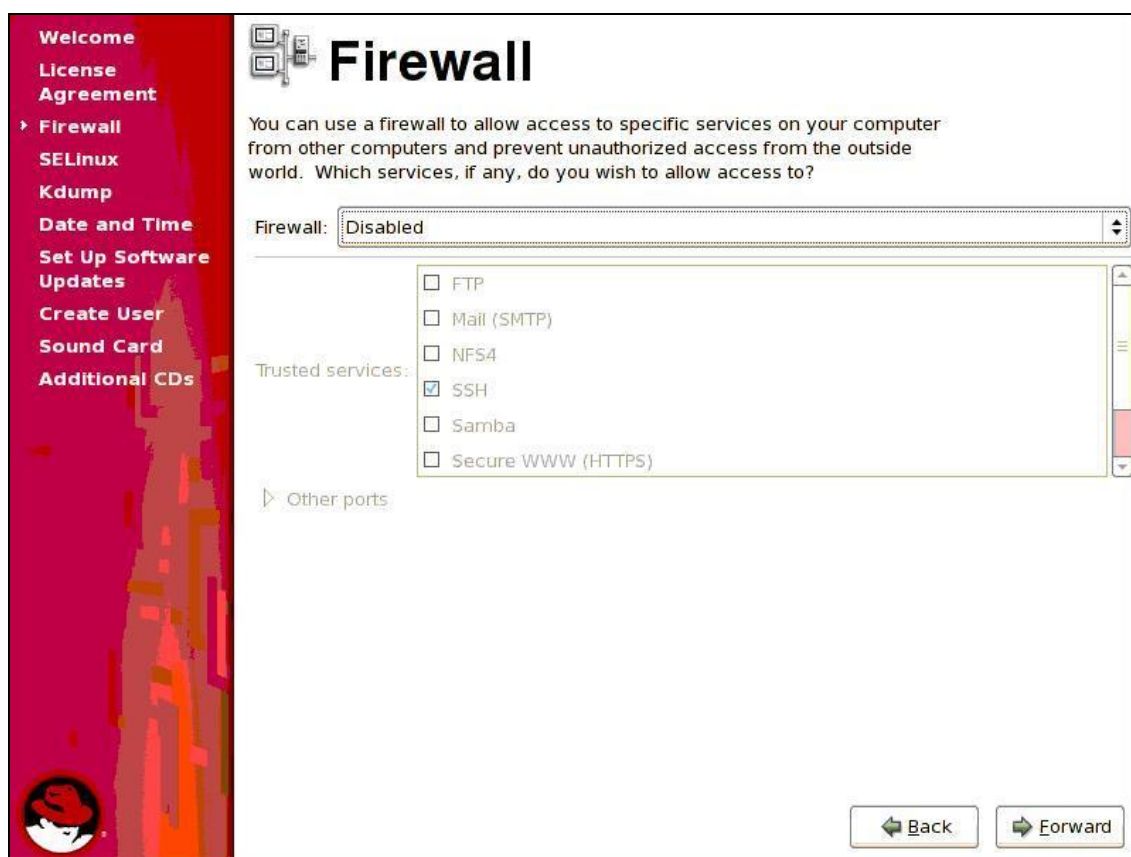 Welcome
License
Agreement
Firewall
SELinux
Kdump
Date and Time
Set Up Software
Updates
Create User
Sound Card
Additional CDs
Firewall
You can use a firewall to allow access to specific services on your computer
from other computers and prevent unauthorized access from the outside
world.  Which services, if any, do you wish to allow access to?
Firewall: Disabled
Trusted services:
FTP
Mail (SMTP)
NFS4
SSH
Samba
Secure WWW (HTTPS)
Other ports
Back
Forward